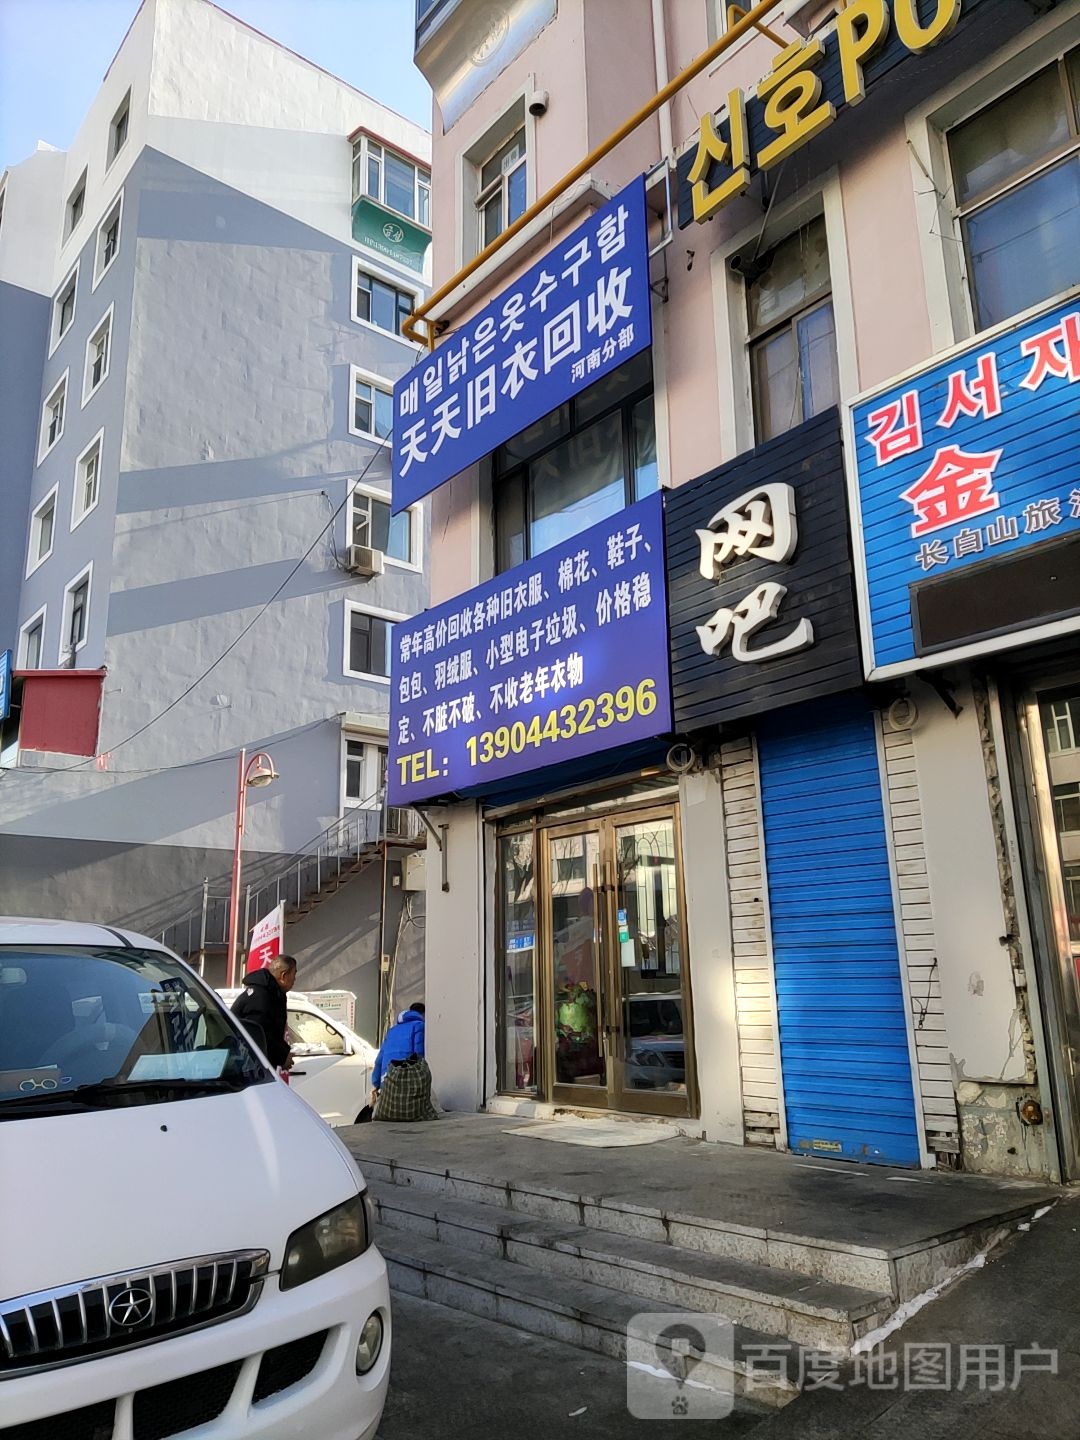 신호PC
매일낡은옷수구함
天天旧衣回收
河南分部
常年高价回收各种旧衣服、棉花、鞋子、
包包、羽绒服、小型电子垃圾、价格稳
定、不脏不破、不收老年衣物
TEL：13904432396
网吧
김서재
金
长白山旅
天
百度地图用户